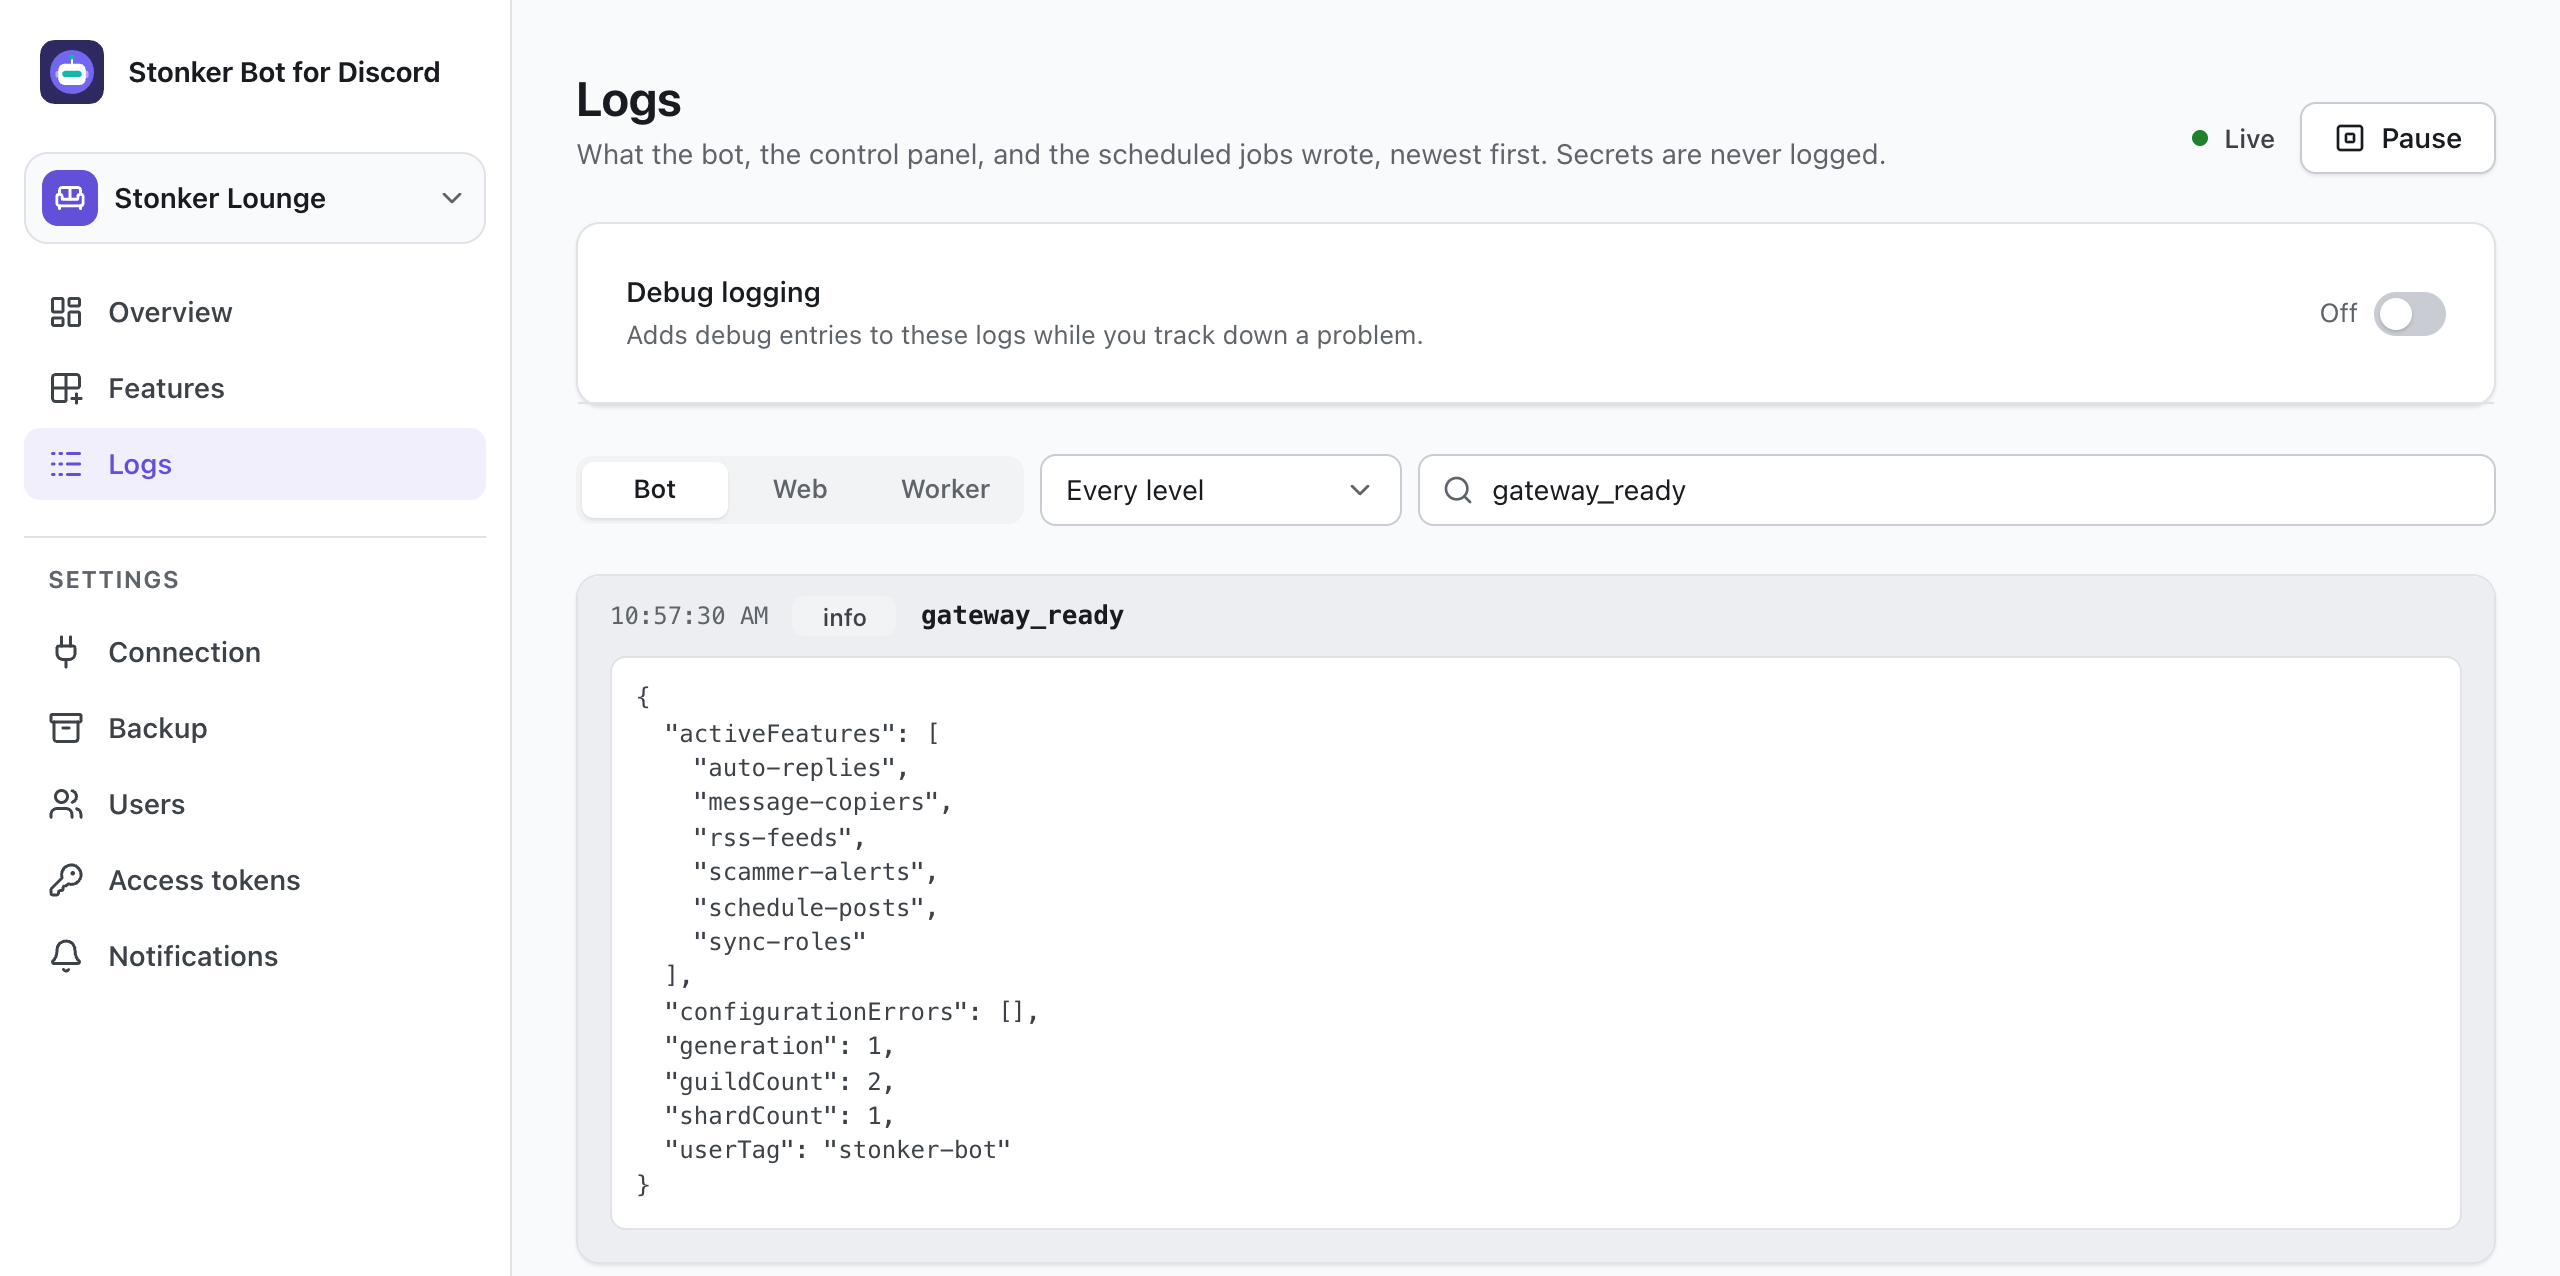 Stonker Bot for Discord
Stonker Lounge
Overview
Features
Logs
SETTINGS
Connection
Backup
Users
Access tokens
Notifications
Logs
What the bot, the control panel, and the scheduled jobs wrote, newest first. Secrets are never logged.
Live
Pause
Debug logging
Adds debug entries to these logs while you track down a problem.
Off
Bot Web Worker
Every level
gateway_ready
10:57:30 AM info gateway_ready
{
  "activeFeatures": [
    "auto-replies",
    "message-copiers",
    "rss-feeds",
    "scammer-alerts",
    "schedule-posts",
    "sync-roles"
  ],
  "configurationErrors": [],
  "generation": 1,
  "guildCount": 2,
  "shardCount": 1,
  "userTag": "stonker-bot"
}